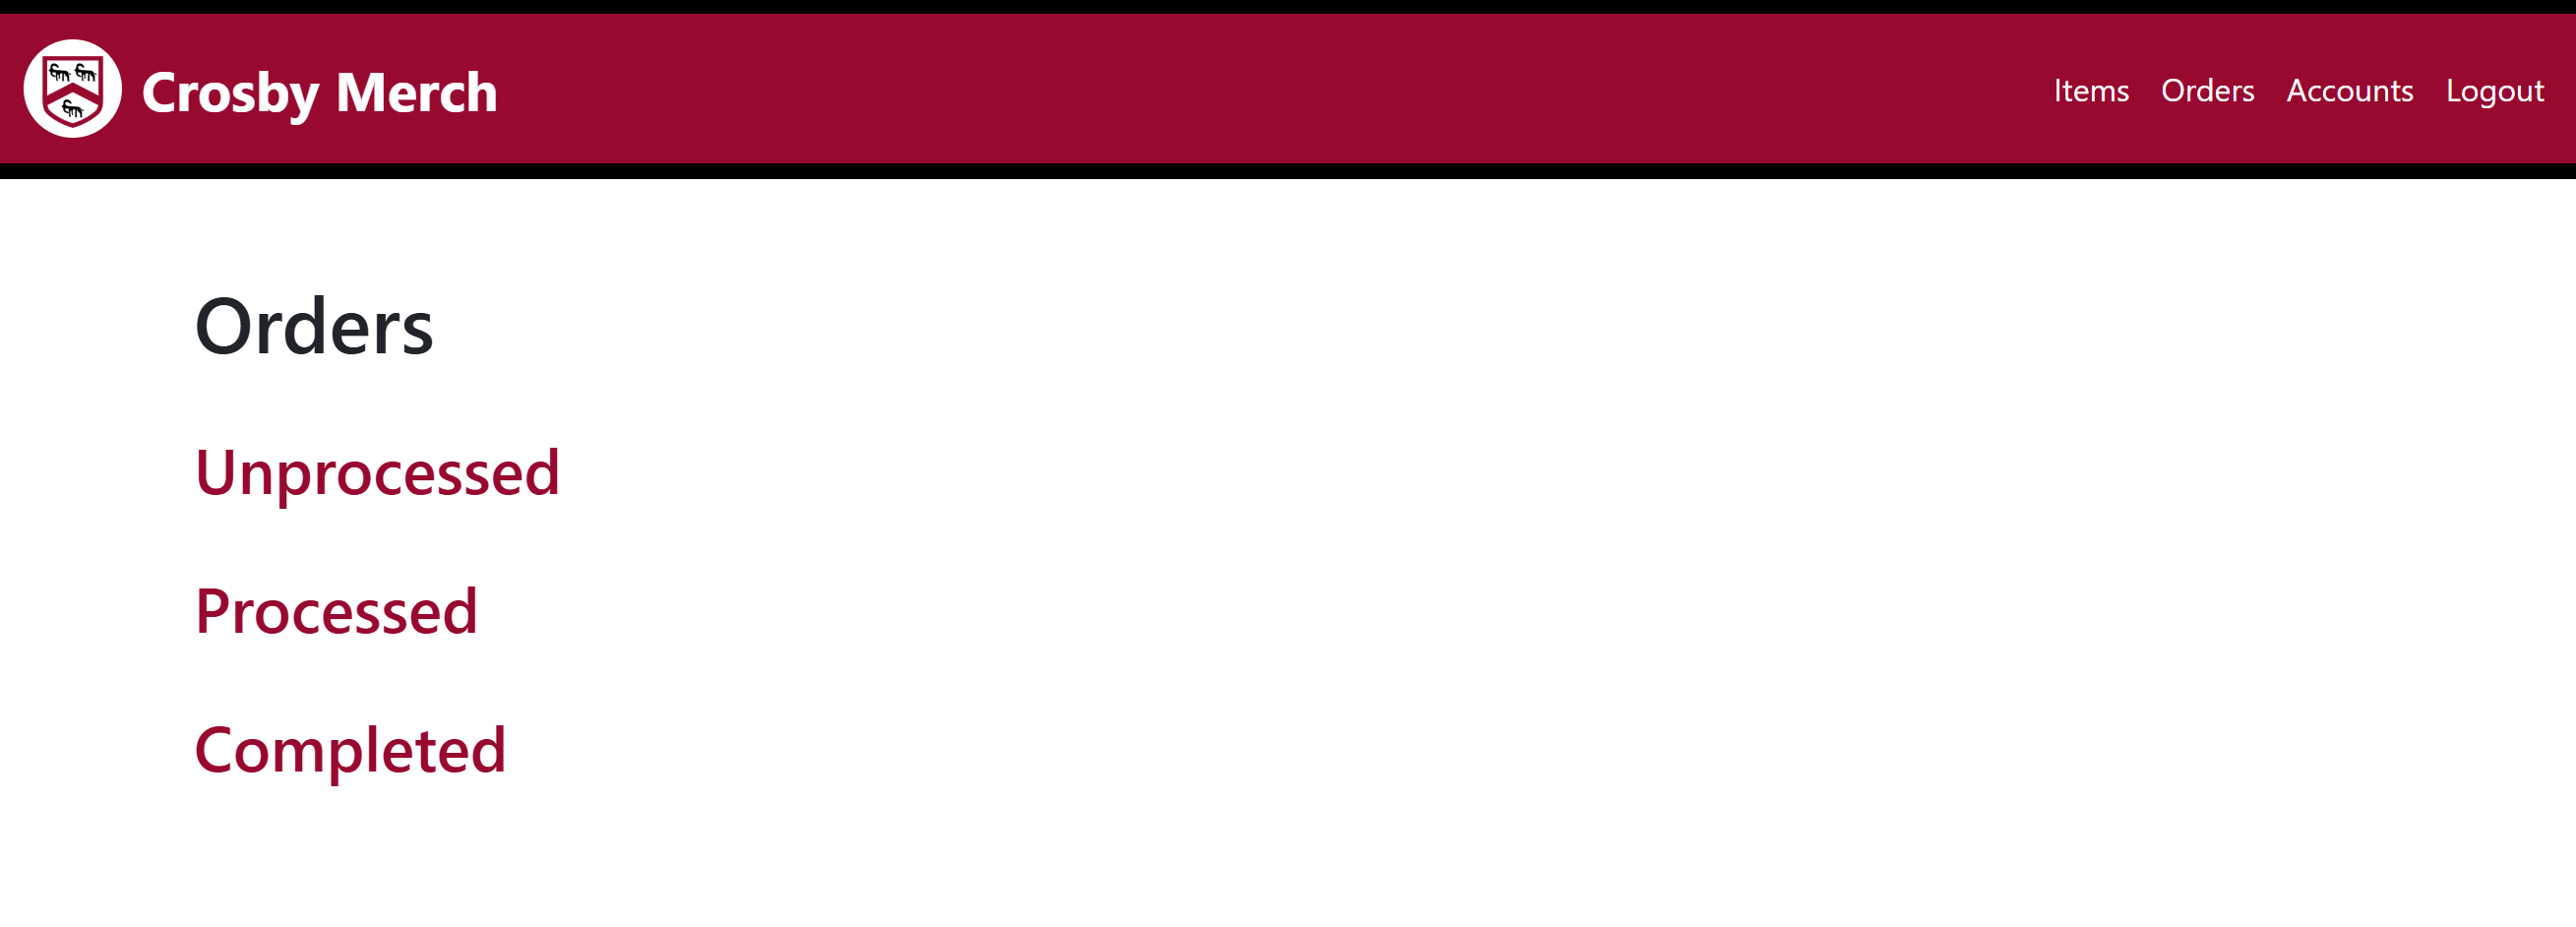 Crosby Merch
Items Orders Accounts Logout
Orders
Unprocessed
Processed
Completed